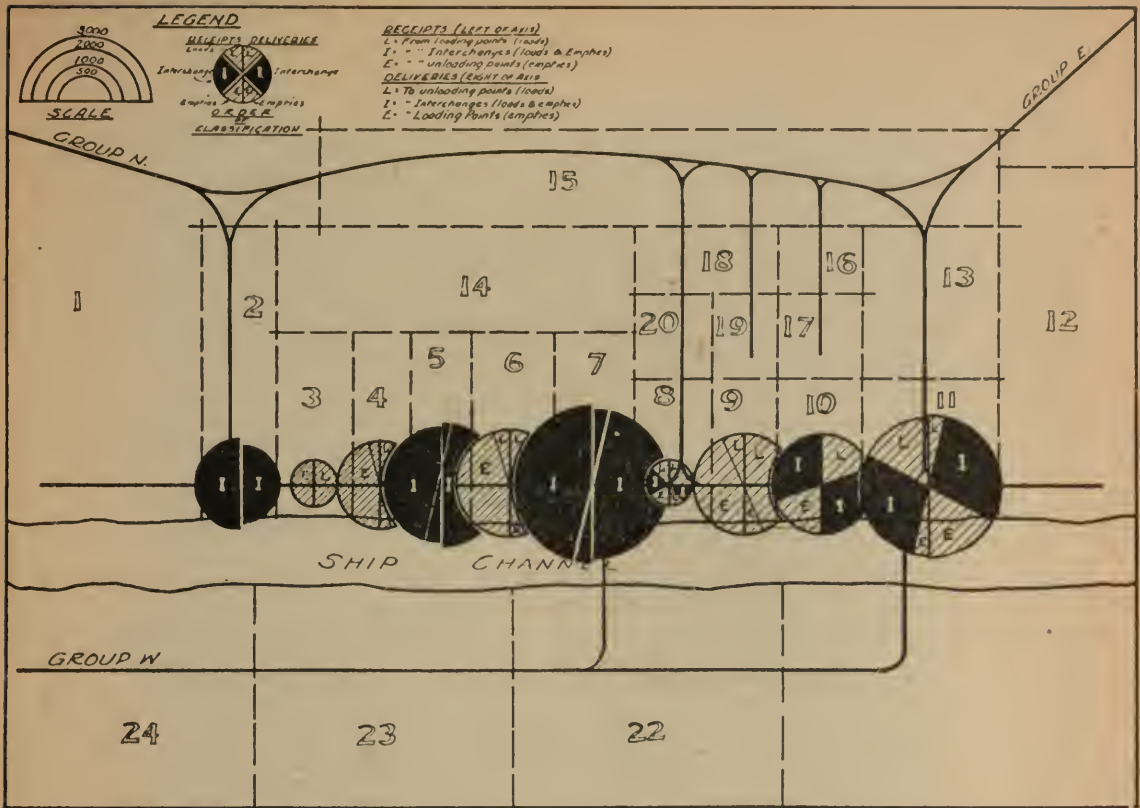 LEGEND
3000
2000
1000
500
SCALE
RECEIPTS DELIVERIES
Loads
L L
Interchange I I Interchange
E E
Empties Empties
ORDER
OF
CLASSIFICATION
RECEIPTS (LEFT OF AXIS)
L = From loading points (loads)
I = " " Interchanges (loads & Empties)
E = " " unloading points (empties)
DELIVERIES (RIGHT OF AXIS
L = To unloading points (loads)
I = " Interchanges (loads & empties)
E = " Loading Points (empties)
GROUP N.
GROUP E.
15
1
2
14
18
16
13
12
20
19
17
3
4
5
6
7
8
9
10
11
I I
L
E
I I
L L
E
I I
L L
E E
I L
E I
L L
I I
E E
SHIP CHANNEL
GROUP W
24
23
22